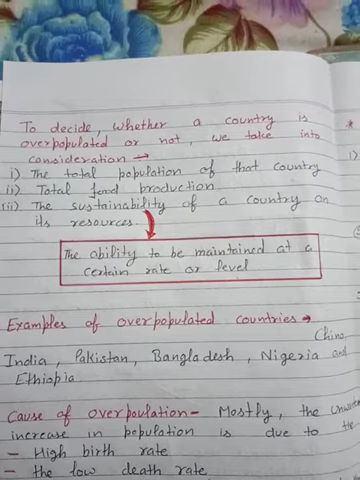 To decide, whether a country is
overpopulated or not, we take into
consideration →
i) The total population of that country
ii) Total food production
iii) The sustainability of a country on
its resources.
The ability to be maintained at a
certain rate or level
Examples of overpopulated countries →
China
India, Pakistan, Bangladesh, Nigeria and
Ethiopia
Cause of overpoulation - Mostly, the
increase in population is due to the
- High birth rate
- the low death rate